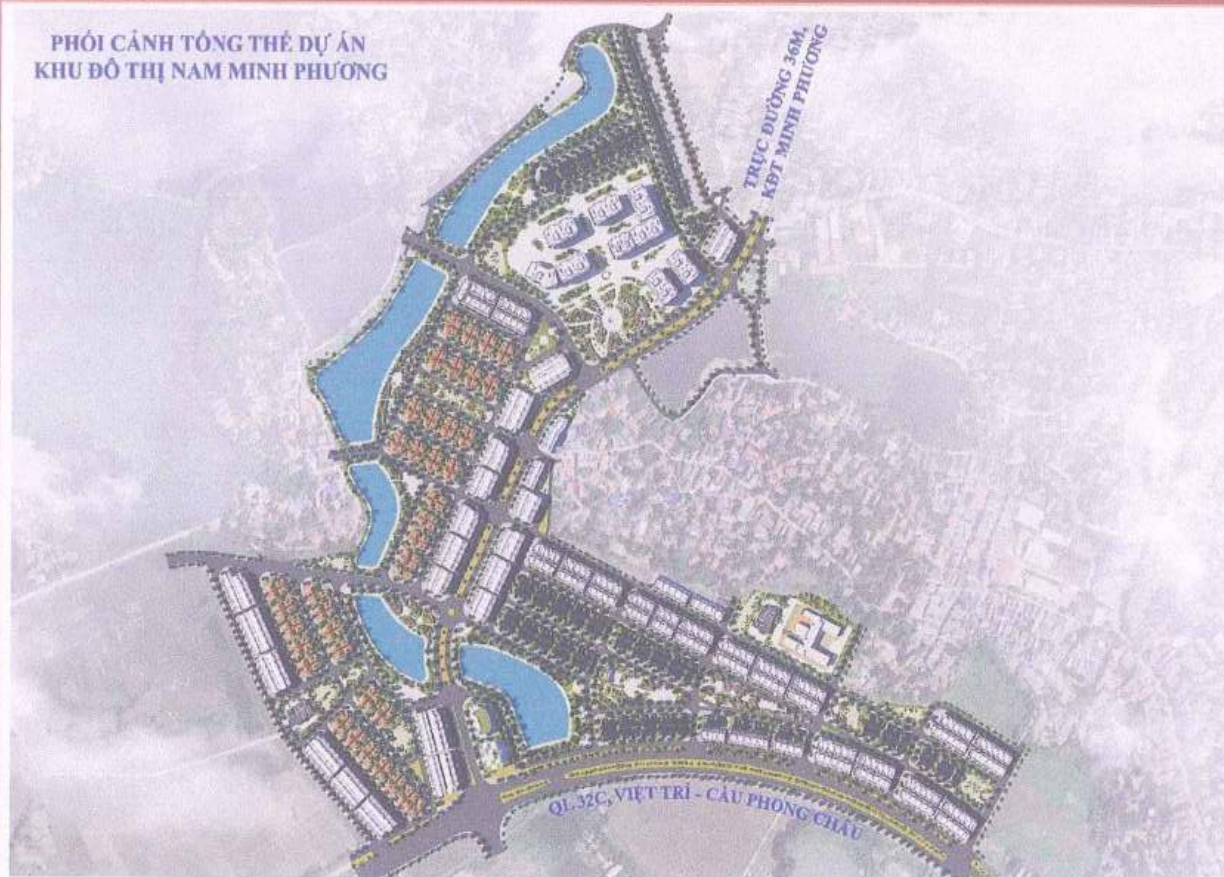 PHỐI CẢNH TỔNG THỂ DỰ ÁN
KHU ĐÔ THỊ NAM MINH PHƯƠNG
TRỤC ĐƯỜNG 36M,
KĐT MINH PHƯƠNG
QL.32C, VIỆT TRÌ - CẦU PHONG CHÂU